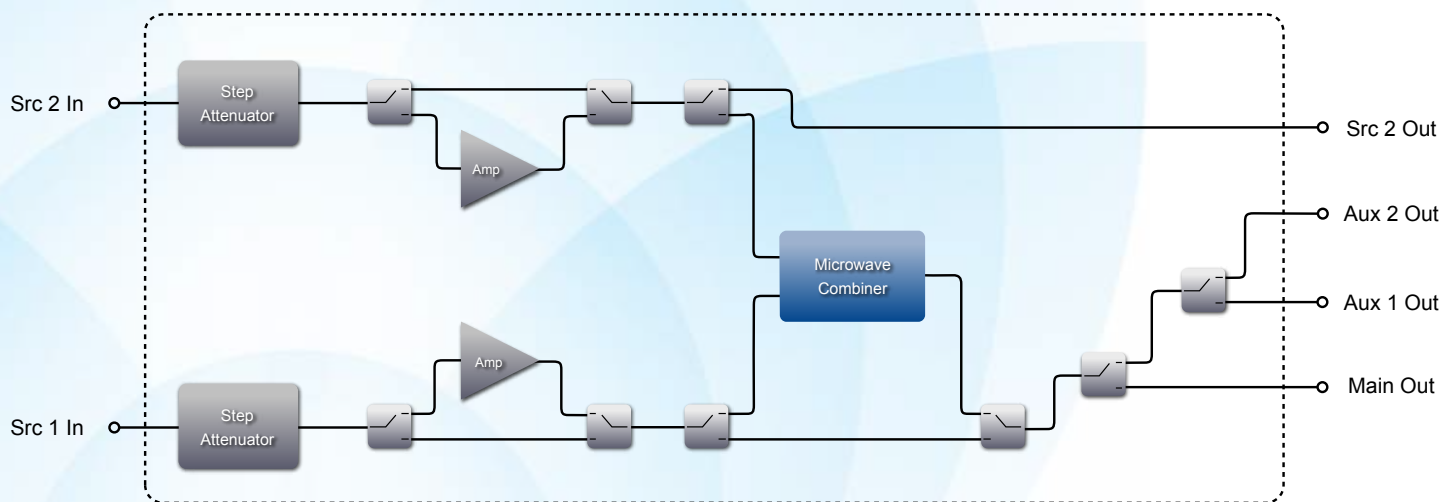 Step
Attenuator
Src 2 In
Src 2 Out
Amp
Aux 2 Out
Microwave
Combiner
Aux 1 Out
Amp
Main Out
Step
Attenuator
Src 1 In